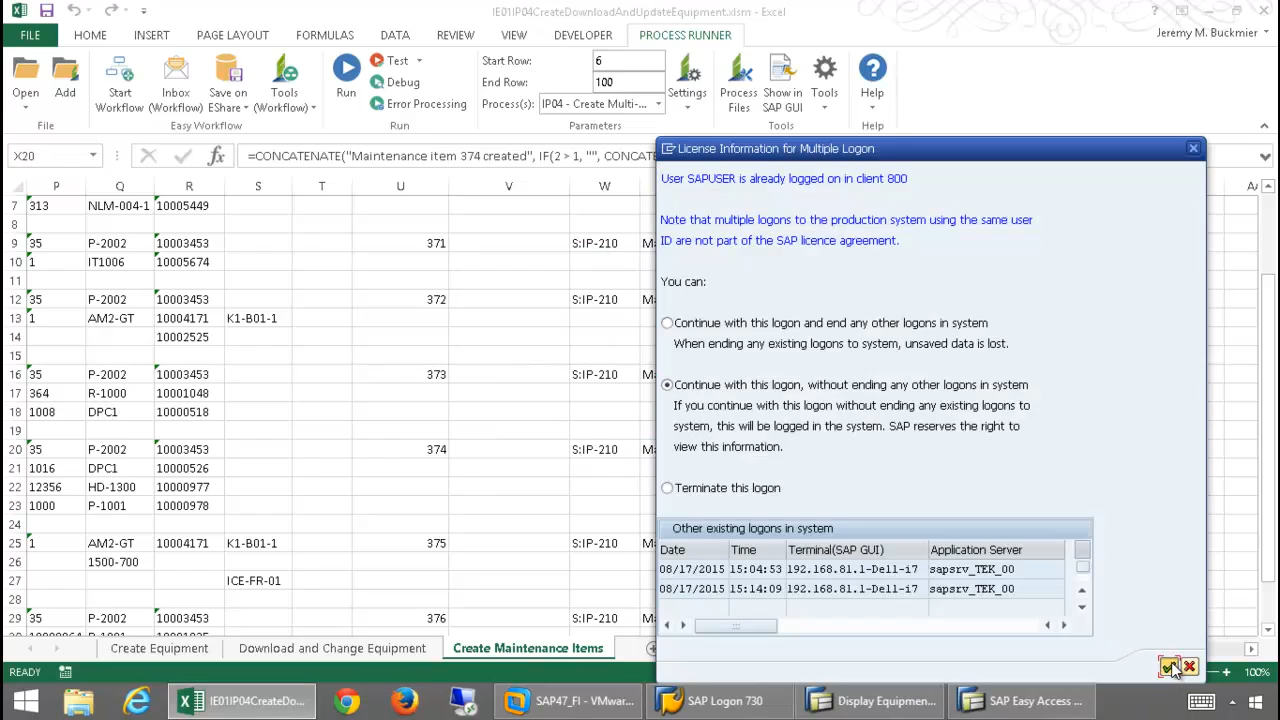 IE01IP04CreateDownloadAndUpdateEquipment.xlsm - Excel
FILE HOME INSERT PAGE LAYOUT FORMULAS DATA REVIEW VIEW DEVELOPER PROCESS RUNNER Jeremy M. Buckmier
Open Add Start Workflow Inbox (Workflow) Save on EShare Tools (Workflow) Run Test Debug Error Processing
Start Row: 6
End Row: 100
Process(s): IP04 - Create Multi-...
Settings Process Files Show in SAP GUI Tools Help
File Easy Workflow Run Parameters Tools Help
X20 fx =CONCATENATE("Maintenance item 374 created", IF(2 > 1, "", CONCATE
P Q R S T U V W
7 313 NLM-004-1 10005449
8
9 35 P-2002 10003453 371 S:IP-210
10 1 IT1006 10005674
11
12 35 P-2002 10003453 372 S:IP-210
13 1 AM2-GT 10004171 K1-B01-1
14 10002525
15
16 35 P-2002 10003453 373 S:IP-210
17 364 R-1000 10001048
18 1008 DPC1 10000518
19
20 35 P-2002 10003453 374 S:IP-210
21 1016 DPC1 10000526
22 12356 HD-1300 10000977
23 1000 P-1001 10000978
24
25 1 AM2-GT 10004171 K1-B01-1 375 S:IP-210
26 1500-700
27 ICE-FR-01
28
29 35 P-2002 10003453 376 S:IP-210
Create Equipment Download and Change Equipment Create Maintenance Items
READY 100%
License Information for Multiple Logon
User SAPUSER is already logged on in client 800
Note that multiple logons to the production system using the same user
ID are not part of the SAP licence agreement.
You can:
Continue with this logon and end any other logons in system
When ending any existing logons to system, unsaved data is lost.
Continue with this logon, without ending any other logons in system
If you continue with this logon without ending any existing logons to
system, this will be logged in the system. SAP reserves the right to
view this information.
Terminate this logon
Other existing logons in system
Date Time Terminal(SAP GUI) Application Server
08/17/2015 15:04:53 192.168.81.1-Dell-i7 sapsrv_TEK_00
08/17/2015 15:14:09 192.168.81.1-Dell-i7 sapsrv_TEK_00
IE01IP04CreateDo... SAP47_FI - VMwar... SAP Logon 730 Display Equipmen... SAP Easy Access ...